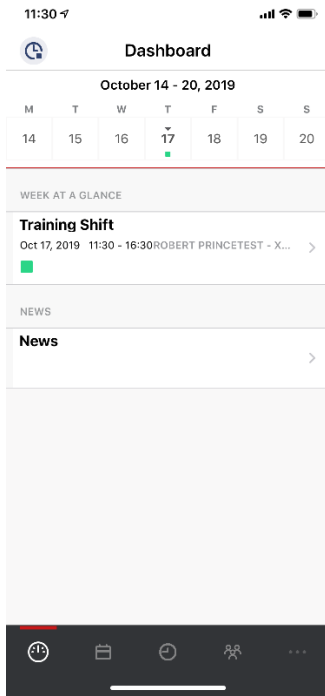 11:30
Dashboard
October 14 - 20, 2019
M T W T F S S
14 15 16 17 18 19 20
WEEK AT A GLANCE
Training Shift
Oct 17, 2019 11:30 - 16:30ROBERT PRINCETEST - X...
NEWS
News